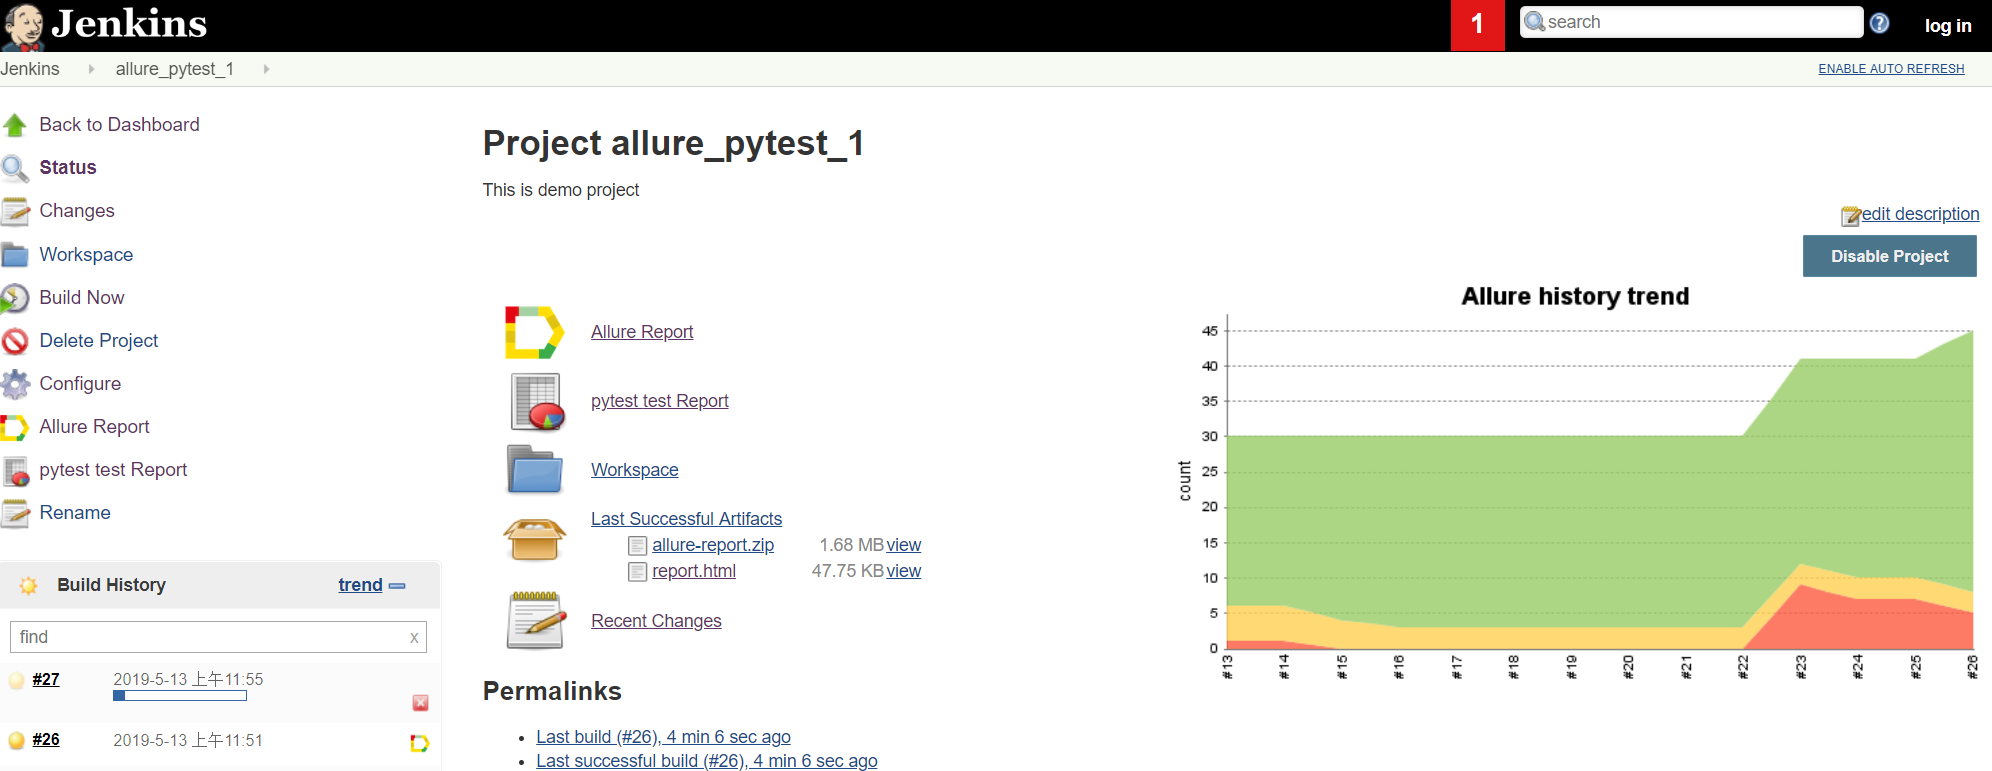 Jenkins
1
search
log in
Jenkins
allure_pytest_1
ENABLE AUTO REFRESH
Back to Dashboard
Status
Changes
Workspace
Build Now
Delete Project
Configure
Allure Report
pytest test Report
Rename
Build History
trend
find
x
#27
2019-5-13 上午11:55
#26
2019-5-13 上午11:51
Project allure_pytest_1
This is demo project
edit description
Disable Project
Allure Report
pytest test Report
Workspace
Last Successful Artifacts
allure-report.zip 1.68 MB view
report.html 47.75 KB view
Recent Changes
Permalinks
Last build (#26), 4 min 6 sec ago
Last successful build (#26), 4 min 6 sec ago
Allure history trend
count
45
40
35
30
25
20
15
10
5
0
#13
#14
#15
#16
#17
#18
#19
#20
#21
#22
#23
#24
#25
#26